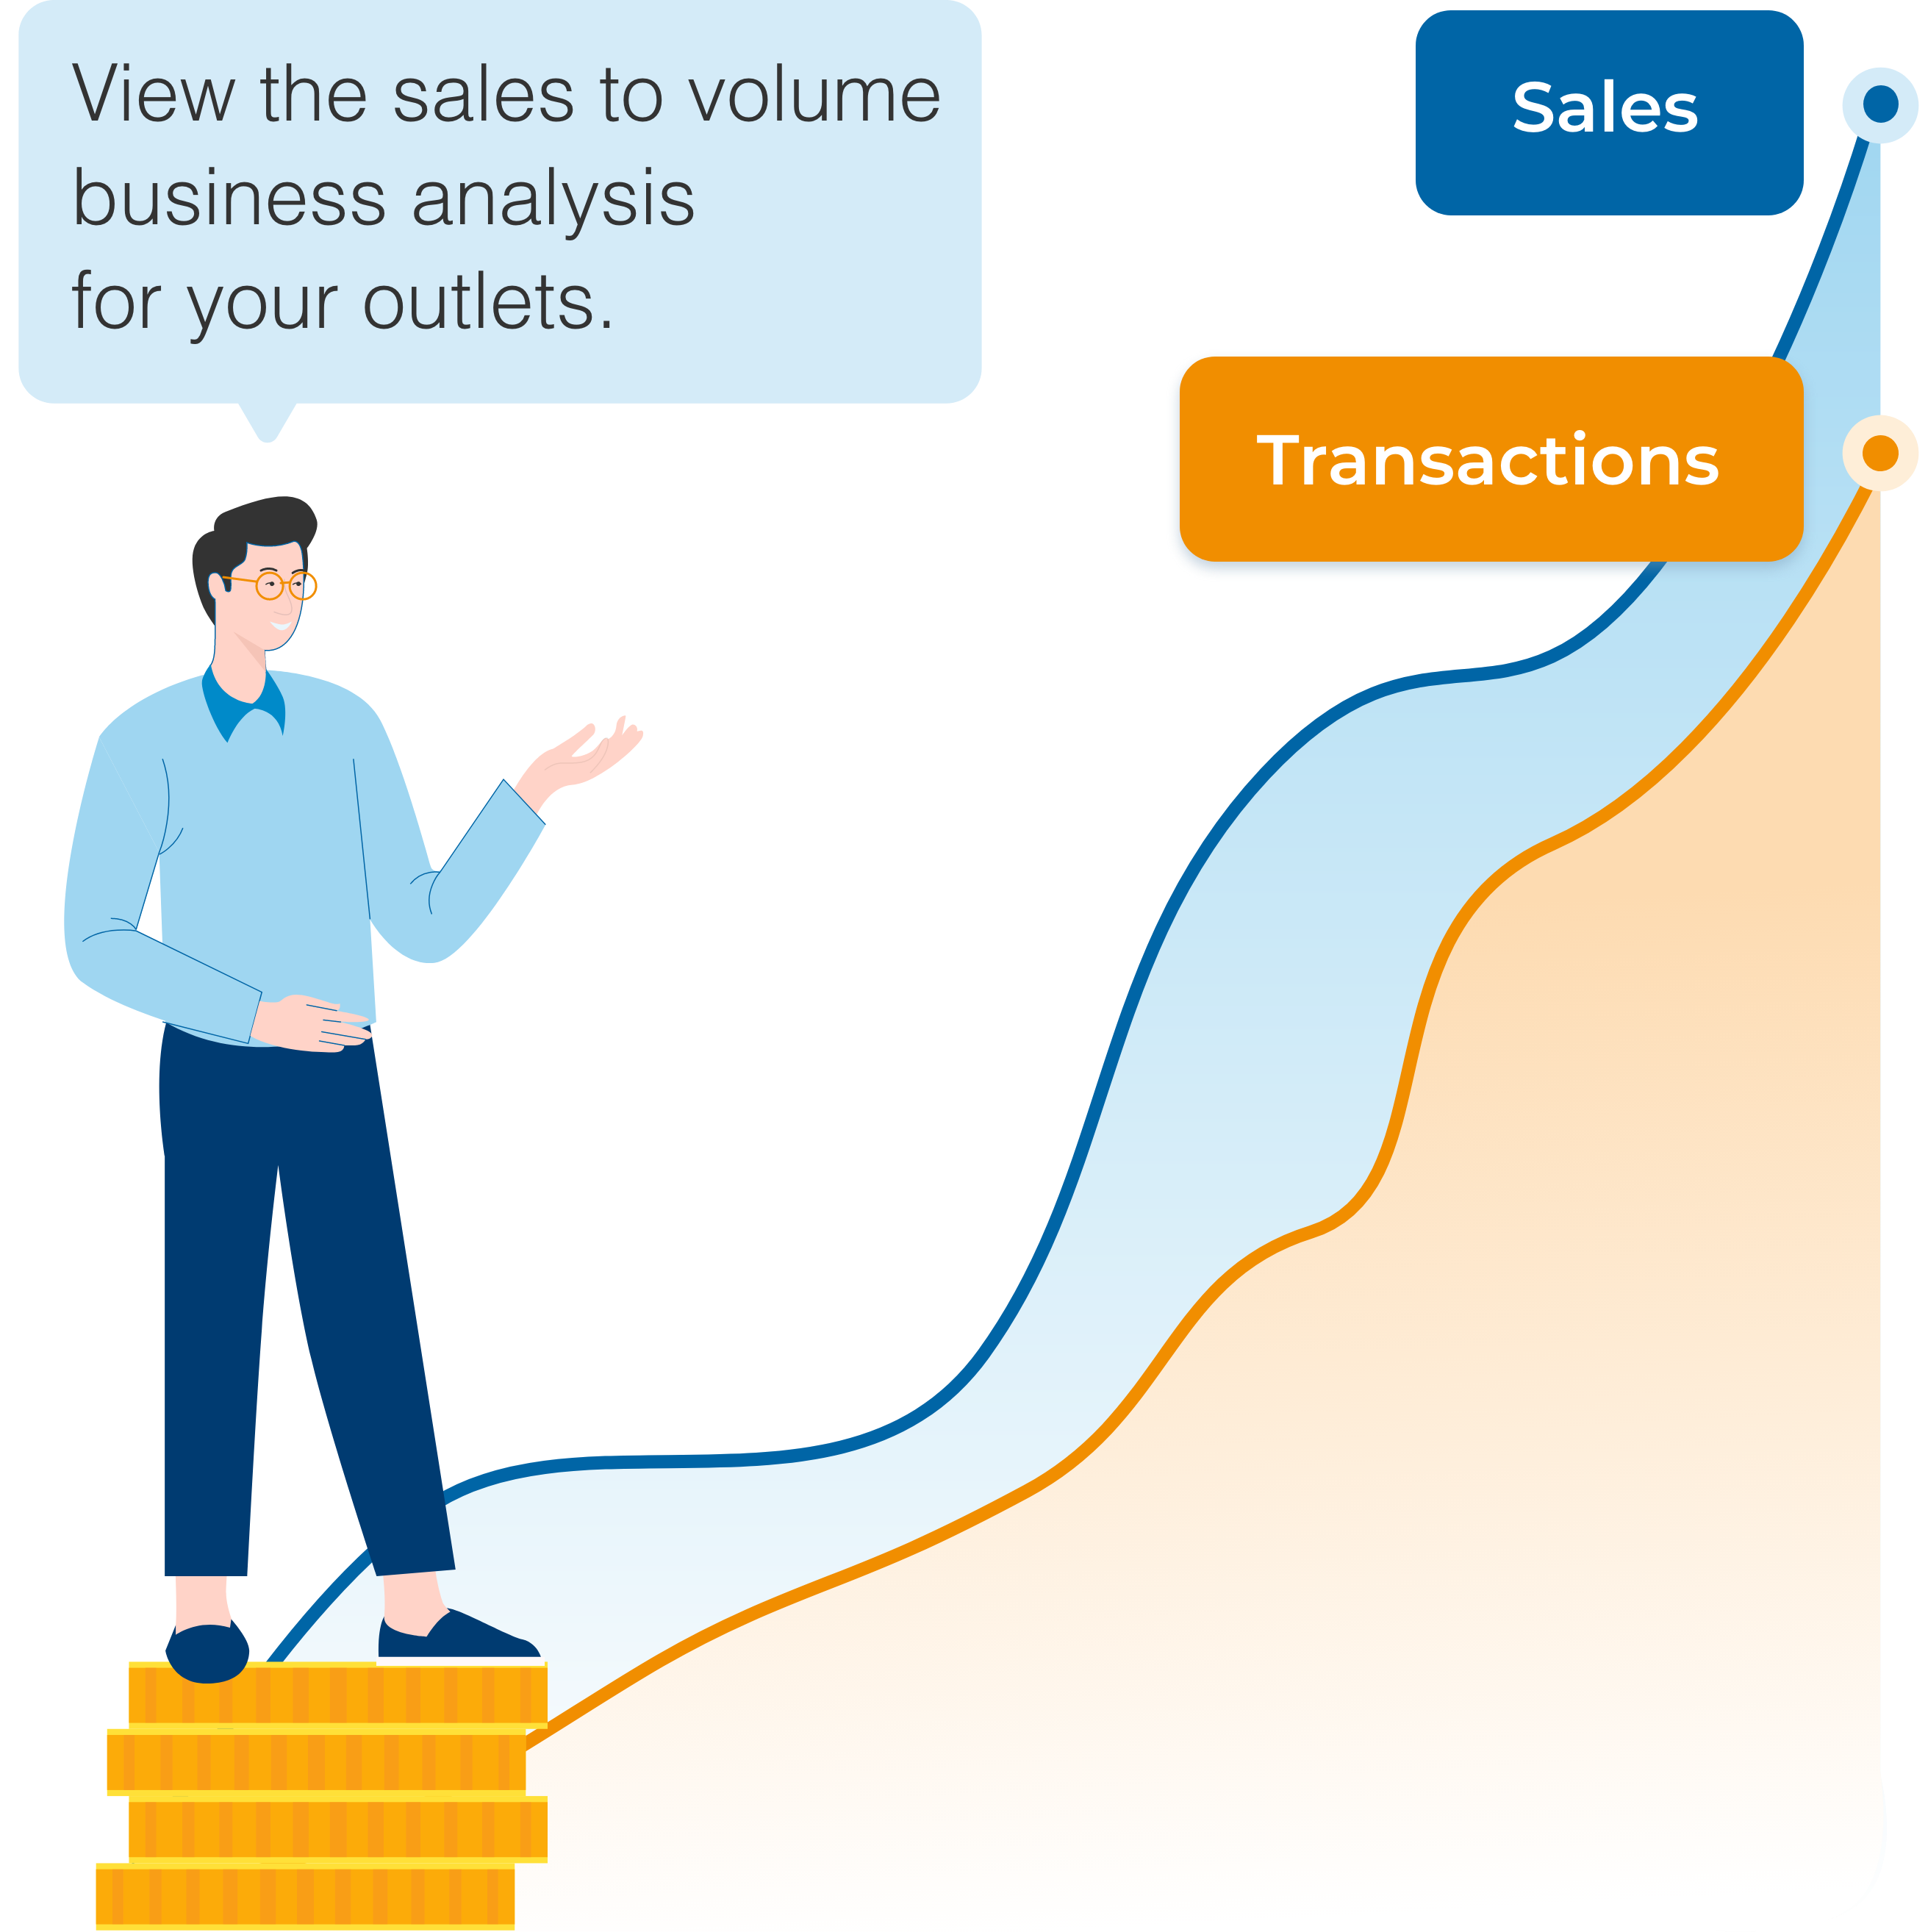 View the sales to volume
business analysis
for your outlets.
Sales
Transactions